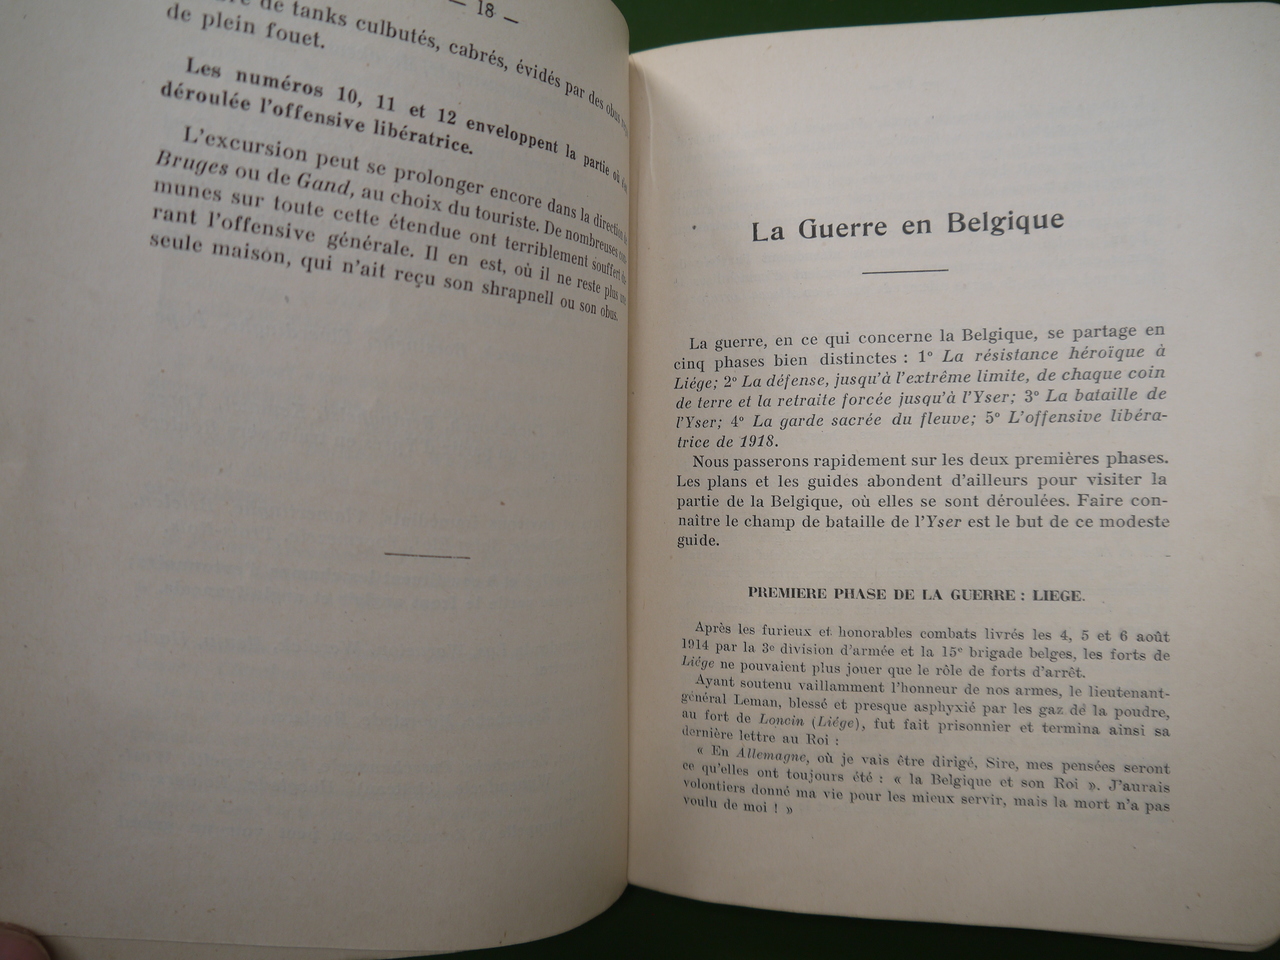 — 18 —
de tanks culbutés, cabrés, évidés par des obus
de plein fouet.
Les numéros 10, 11 et 12 enveloppent la partie où
déroulée l'offensive libératrice.
L'excursion peut se prolonger encore dans la direction de
Bruges ou de Gand, au choix du touriste. De nombreuses
munes sur toute cette étendue ont terriblement souffert
rant l'offensive générale. Il en est, où il ne reste plus une
seule maison, qui n'ait reçu son shrapnell ou son obus.
La Guerre en Belgique
La guerre, en ce qui concerne la Belgique, se partage en
cinq phases bien distinctes : 1° La résistance héroïque à
Liége; 2° La défense, jusqu'à l'extrême limite, de chaque coin
de terre et la retraite forcée jusqu'à l'Yser; 3° La bataille de
l'Yser; 4° La garde sacrée du fleuve; 5° L'offensive libéra-
trice de 1918.
Nous passerons rapidement sur les deux premières phases.
Les plans et les guides abondent d'ailleurs pour visiter la
partie de la Belgique, où elles se sont déroulées. Faire con-
naître le champ de bataille de l'Yser est le but de ce modeste
guide.
PREMIERE PHASE DE LA GUERRE : LIEGE.
Après les furieux et honorables combats livrés les 4, 5 et 6 août
1914 par la 3e division d'armée et la 15e brigade belges, les forts de
Liége ne pouvaient plus jouer que le rôle de forts d'arrêt.
Ayant soutenu vaillamment l'honneur de nos armes, le lieutenant-
général Leman, blessé et presque asphyxié par les gaz de la poudre,
au fort de Loncin (Liége), fut fait prisonnier et termina ainsi sa
dernière lettre au Roi :
« En Allemagne, où je vais être dirigé, Sire, mes pensées seront
ce qu'elles ont toujours été : « la Belgique et son Roi ». J'aurais
volontiers donné ma vie pour les mieux servir, mais la mort n'a pas
voulu de moi ! »